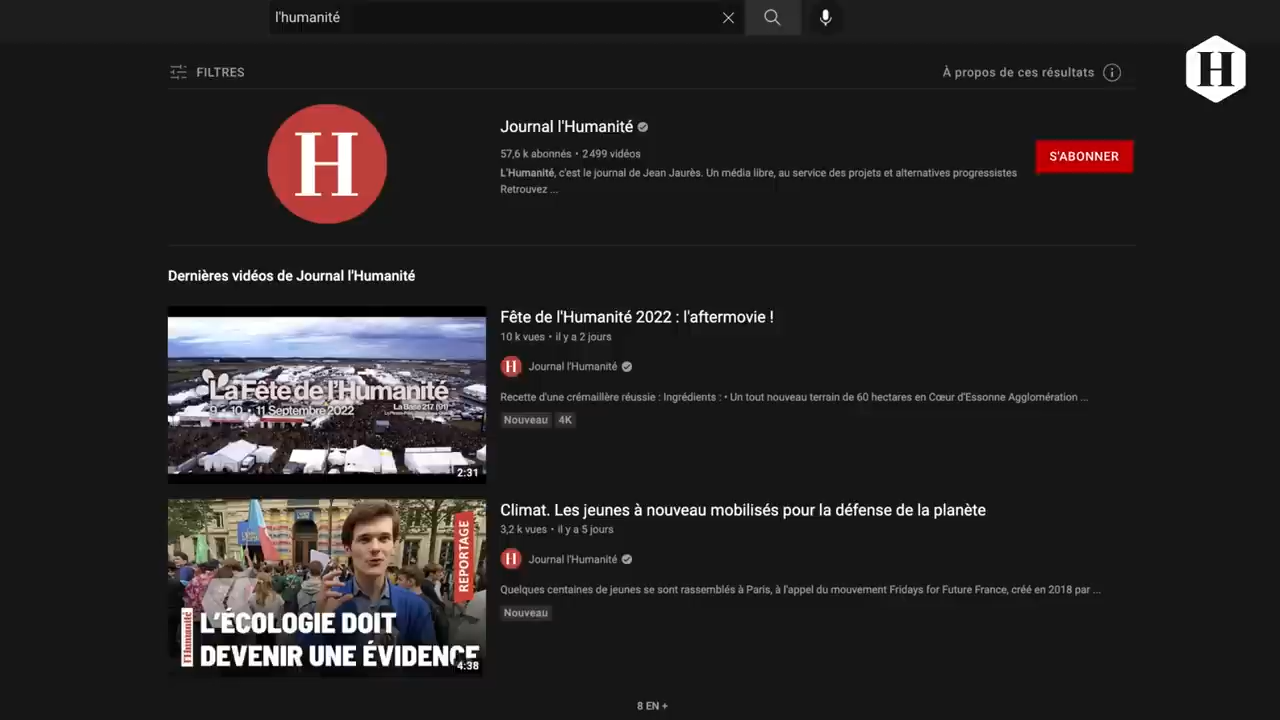 l'humanité
FILTRES
À propos de ces résultats
H
H
Journal l'Humanité
57,6 k abonnés • 2 499 vidéos
L'Humanité, c'est le journal de Jean Jaurès. Un média libre, au service des projets et alternatives progressistes
Retrouvez ...
S'ABONNER
Dernières vidéos de Journal l'Humanité
La Fête de l'Humanité
9 • 10 • 11 Septembre 2022
La Base 217 (91)
2:31
Fête de l'Humanité 2022 : l'aftermovie !
10 k vues • il y a 2 jours
H Journal l'Humanité
Recette d'une crémaillère réussie : Ingrédients : • Un tout nouveau terrain de 60 hectares en Cœur d'Essonne Agglomération ...
Nouveau 4K
REPORTAGE
l'Humanité
L'ÉCOLOGIE DOIT
DEVENIR UNE ÉVIDENCE
4:38
Climat. Les jeunes à nouveau mobilisés pour la défense de la planète
3,2 k vues • il y a 5 jours
H Journal l'Humanité
Quelques centaines de jeunes se sont rassemblés à Paris, à l'appel du mouvement Fridays for Future France, créé en 2018 par ...
Nouveau
8 EN +